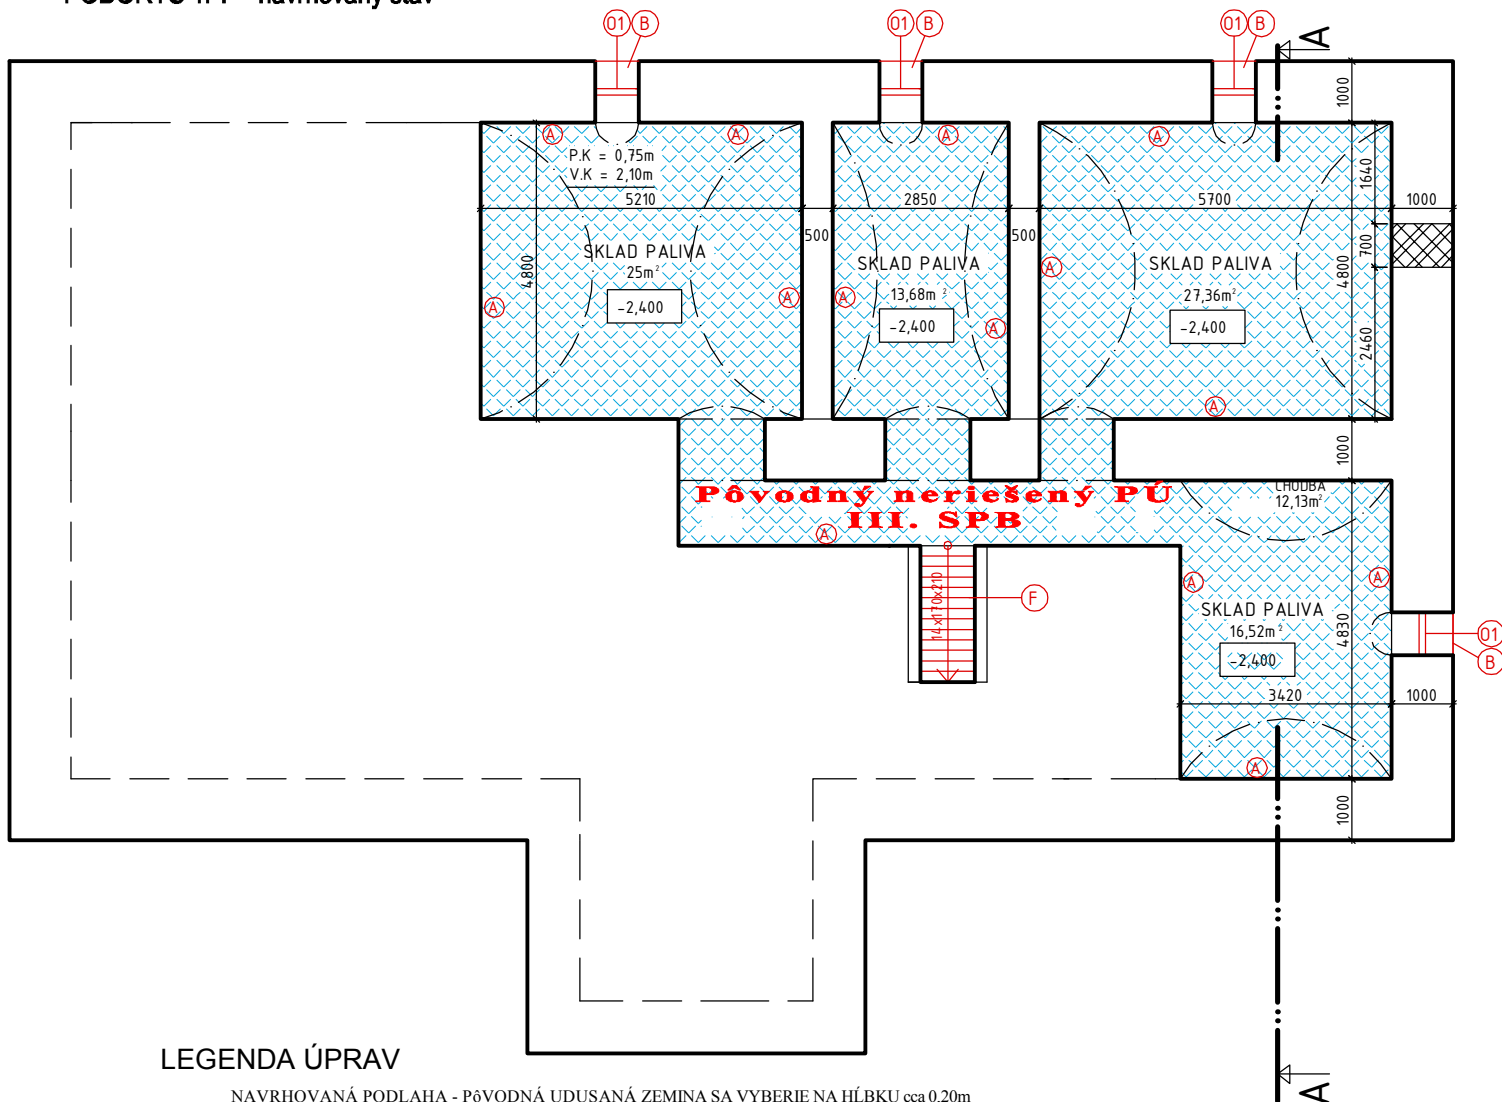 navrhovaný stav
01 B
01 B
01 B
A
1000
A
A
A
A
P.K = 0,75m
V.K = 2,10m
5210
2850
5700
1000
1640
500
500
700
4800
4800
SKLAD PALIVA
25m²
-2,400
SKLAD PALIVA
13,68m²
-2,400
SKLAD PALIVA
27,36m²
-2,400
A
A
A
A
A
A
2460
1000
Pôvodný neriešený PÚ
III. SPB
CHODBA
12,13m²
A
A
A
14x170x210
F
SKLAD PALIVA
16,52m²
-2,400
4830
01
B
3420
1000
A
1000
LEGENDA ÚPRAV
A
NAVRHOVANÁ PODLAHA - PôVODNÁ UDUSANÁ ZEMINA SA VYBERIE NA HĹBKU cca 0.20m